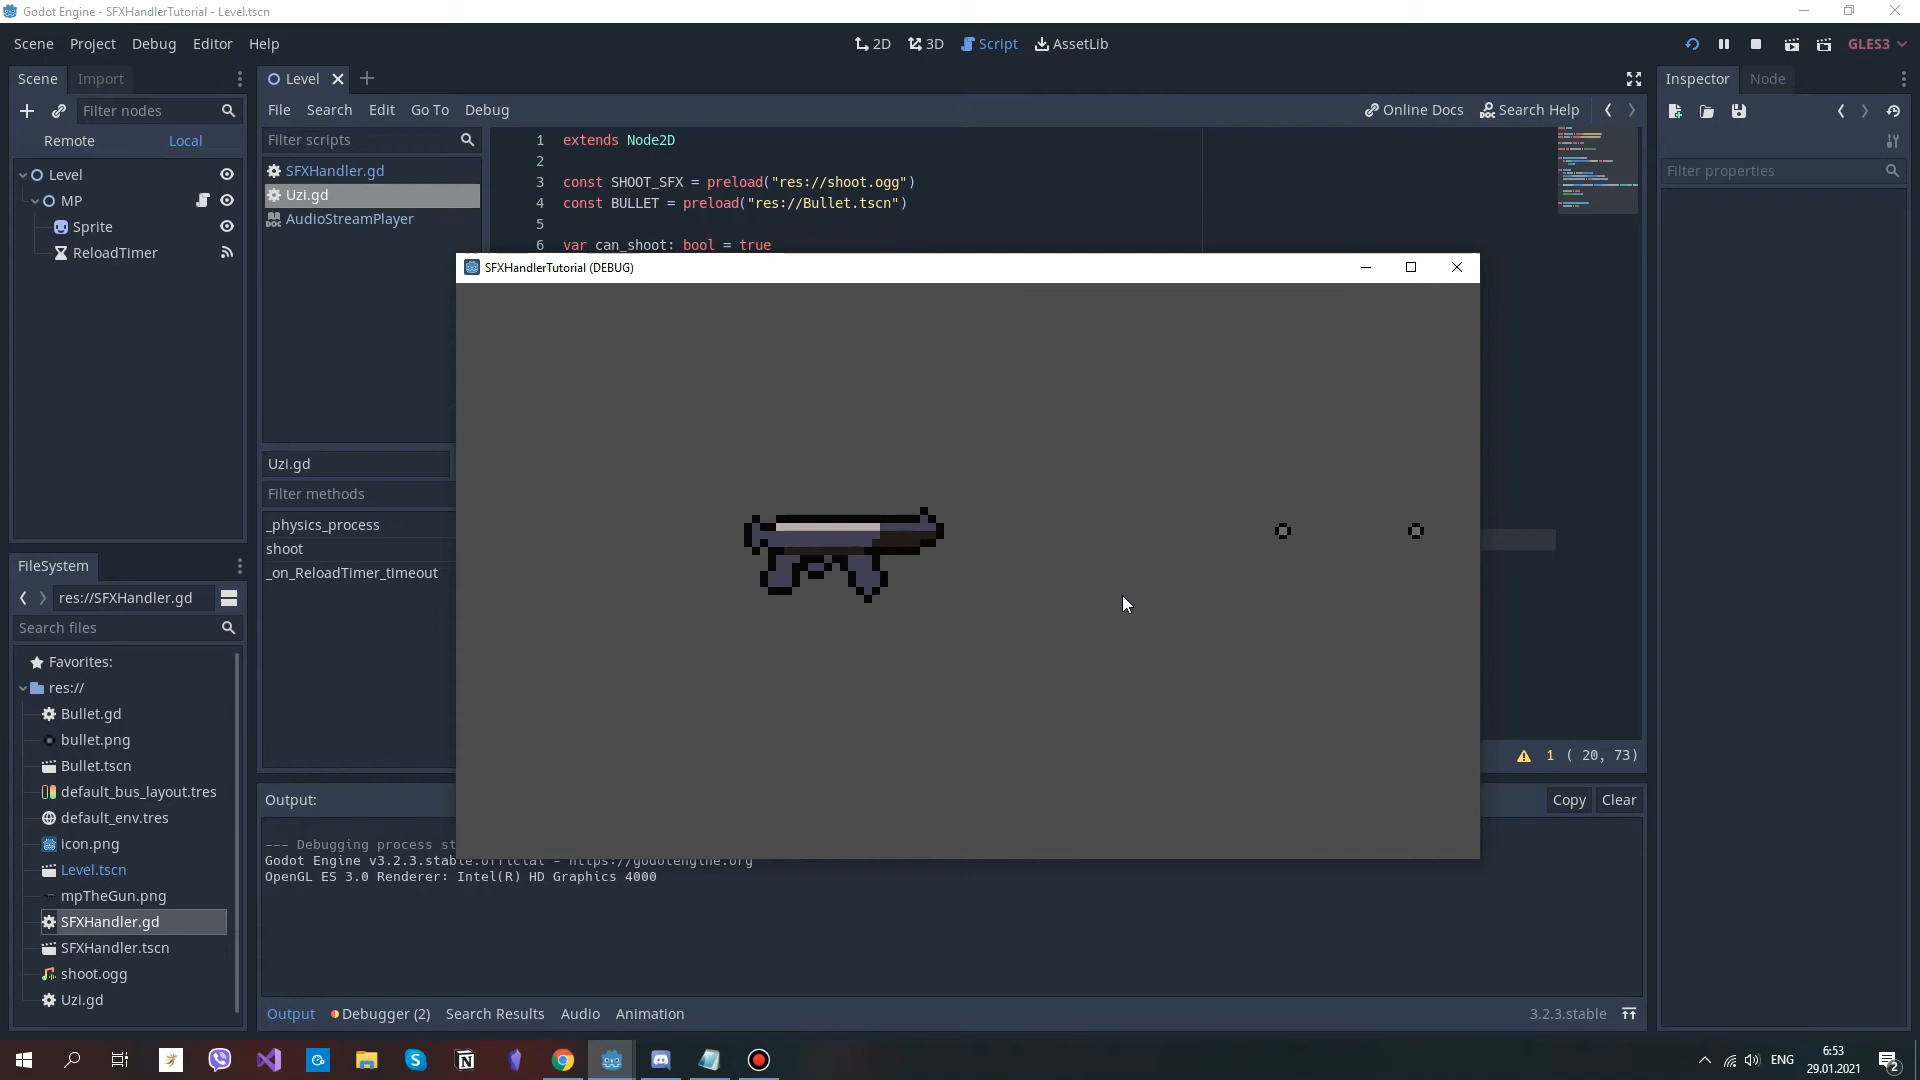 Godot Engine - SFXHandlerTutorial - Level.tscn
Scene Project Debug Editor Help
2D 3D Script AssetLib
GLES3
Scene Import
Level
Inspector Node
Filter nodes
File Search Edit Go To Debug
Online Docs Search Help
Remote Local
Filter scripts
Filter properties
Level
MP
Sprite
ReloadTimer
SFXHandler.gd
Uzi.gd
AudioStreamPlayer
1 extends Node2D
2
3 const SHOOT_SFX = preload("res://shoot.ogg")
4 const BULLET = preload("res://Bullet.tscn")
5
6 var can_shoot: bool = true
SFXHandlerTutorial (DEBUG)
Uzi.gd
Filter methods
_physics_process
shoot
_on_ReloadTimer_timeout
1 ( 20, 73)
FileSystem
res://SFXHandler.gd
Search files
Favorites:
res://
Bullet.gd
bullet.png
Bullet.tscn
default_bus_layout.tres
default_env.tres
icon.png
Level.tscn
mpTheGun.png
SFXHandler.gd
SFXHandler.tscn
shoot.ogg
Uzi.gd
Output:
Copy Clear
--- Debugging process st
Godot Engine v3.2.3.stable.official - https://godotengine.org
OpenGL ES 3.0 Renderer: Intel(R) HD Graphics 4000
Output Debugger (2) Search Results Audio Animation
3.2.3.stable
ENG
6:53
29.01.2021
2